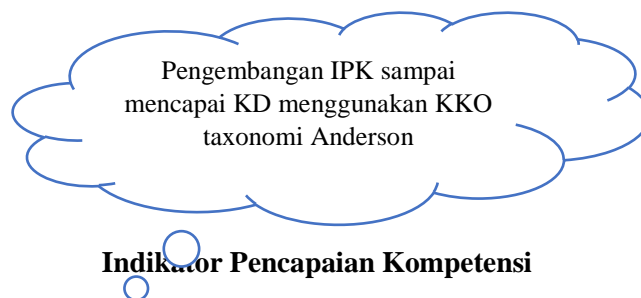 Pengembangan IPK sampai
mencapai KD menggunakan KKO
taxonomi Anderson
Indikator Pencapaian Kompetensi